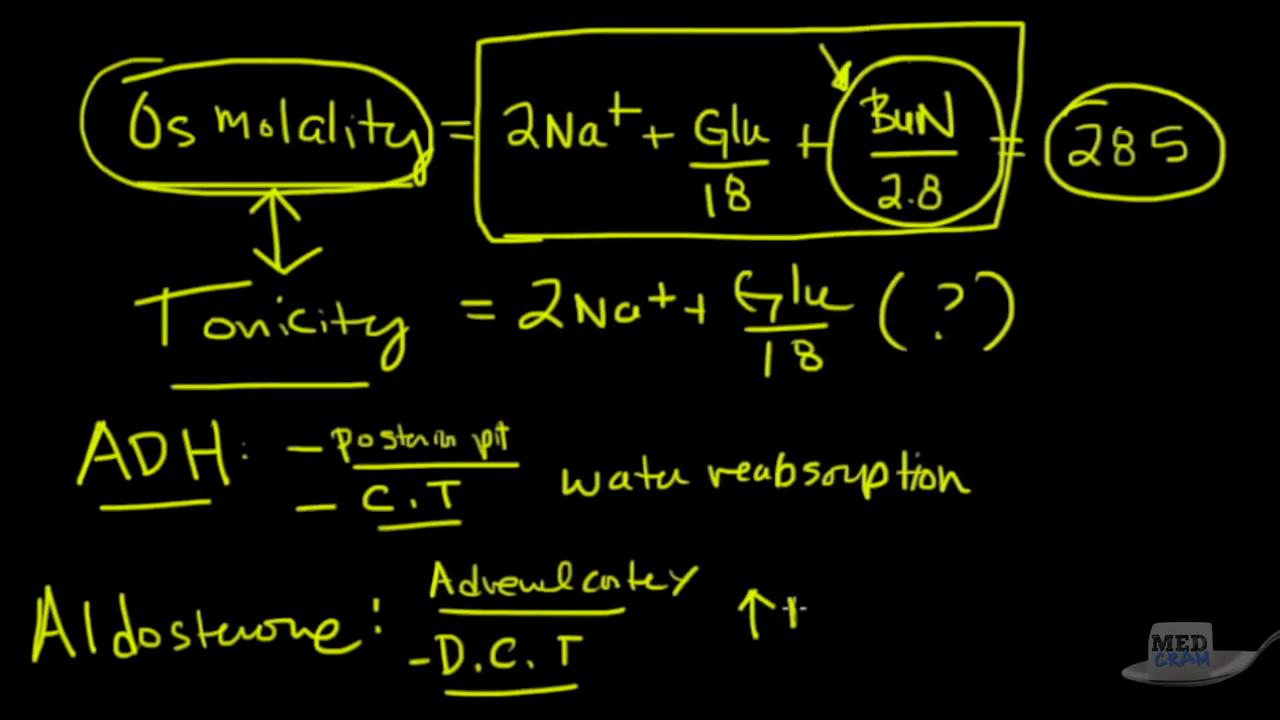 Osmolality = 2Na⁺ + Glu/18 + BUN/2.8 = 285
Tonicity = 2Na⁺ + Glu/18 (?)
ADH: - Posterior pit
- C.T water reabsorption
Aldosterone: Adrenal cortex
- D.C.T ↑
MED
CRAM